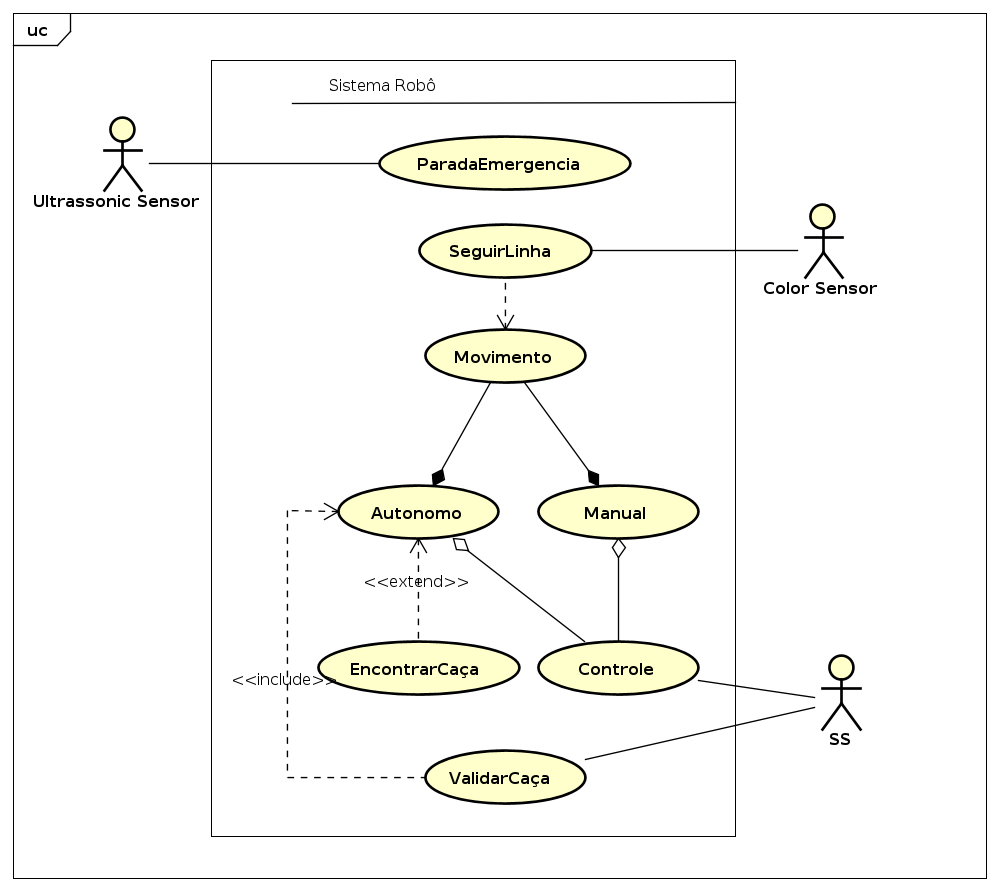 uc
Sistema Robô
ParadaEmergencia
Ultrassonic Sensor
SeguirLinha
Color Sensor
Movimento
Autonomo
Manual
<<extend>>
EncontrarCaça
Controle
<<include>>
SS
ValidarCaça